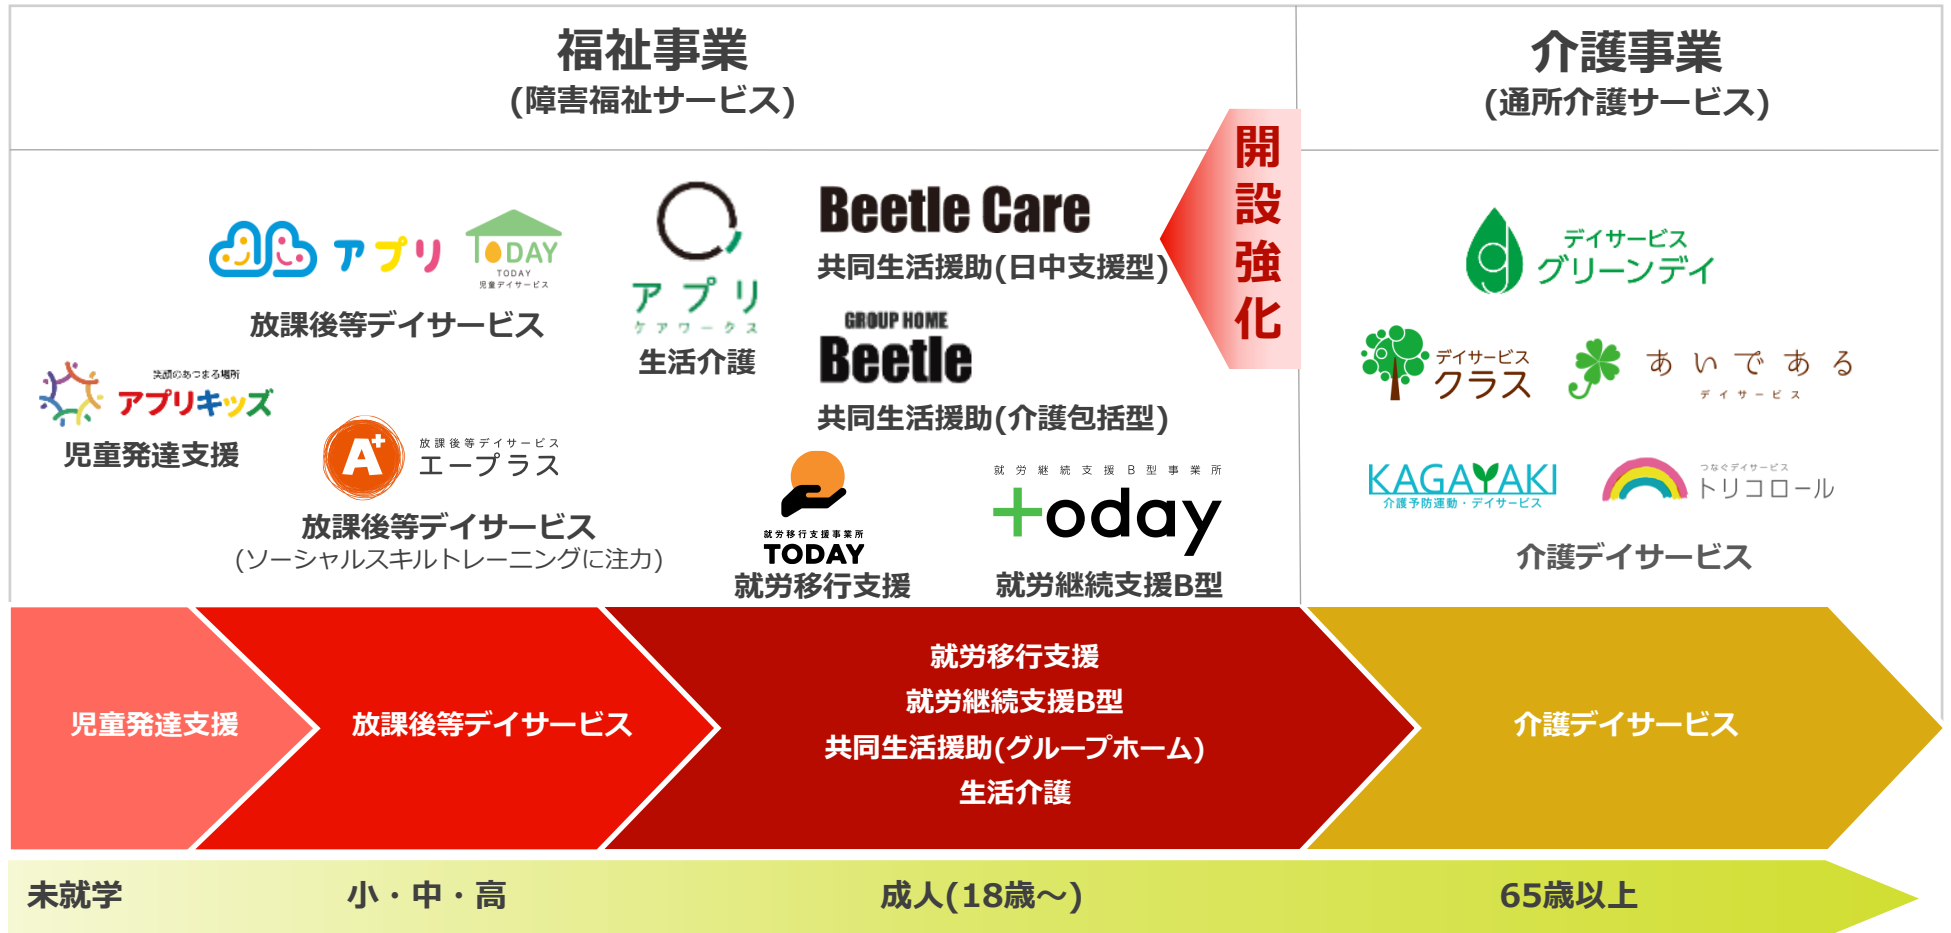 福祉事業
(障害福祉サービス)
介護事業
(通所介護サービス)
開設強化
アプリ
TODAY
TODAY
児童デイサービス
放課後等デイサービス
笑顔のあつまる場所
アプリキッズ
児童発達支援
A+
放課後等デイサービス
エープラス
放課後等デイサービス
(ソーシャルスキルトレーニングに注力)
アプリ
ケアワークス
生活介護
Beetle Care
共同生活援助(日中支援型)
GROUP HOME
Beetle
共同生活援助(介護包括型)
就労移行支援事業所
TODAY
就労移行支援
就労継続支援B型事業所
today
就労継続支援B型
g
デイサービス
グリーンデイ
デイサービス
クラス
あいである
デイサービス
KAGAYAKI
介護予防運動・デイサービス
つなぐデイサービス
トリコロール
介護デイサービス
児童発達支援
放課後等デイサービス
就労移行支援
就労継続支援B型
共同生活援助(グループホーム)
生活介護
介護デイサービス
未就学
小・中・高
成人(18歳～)
65歳以上